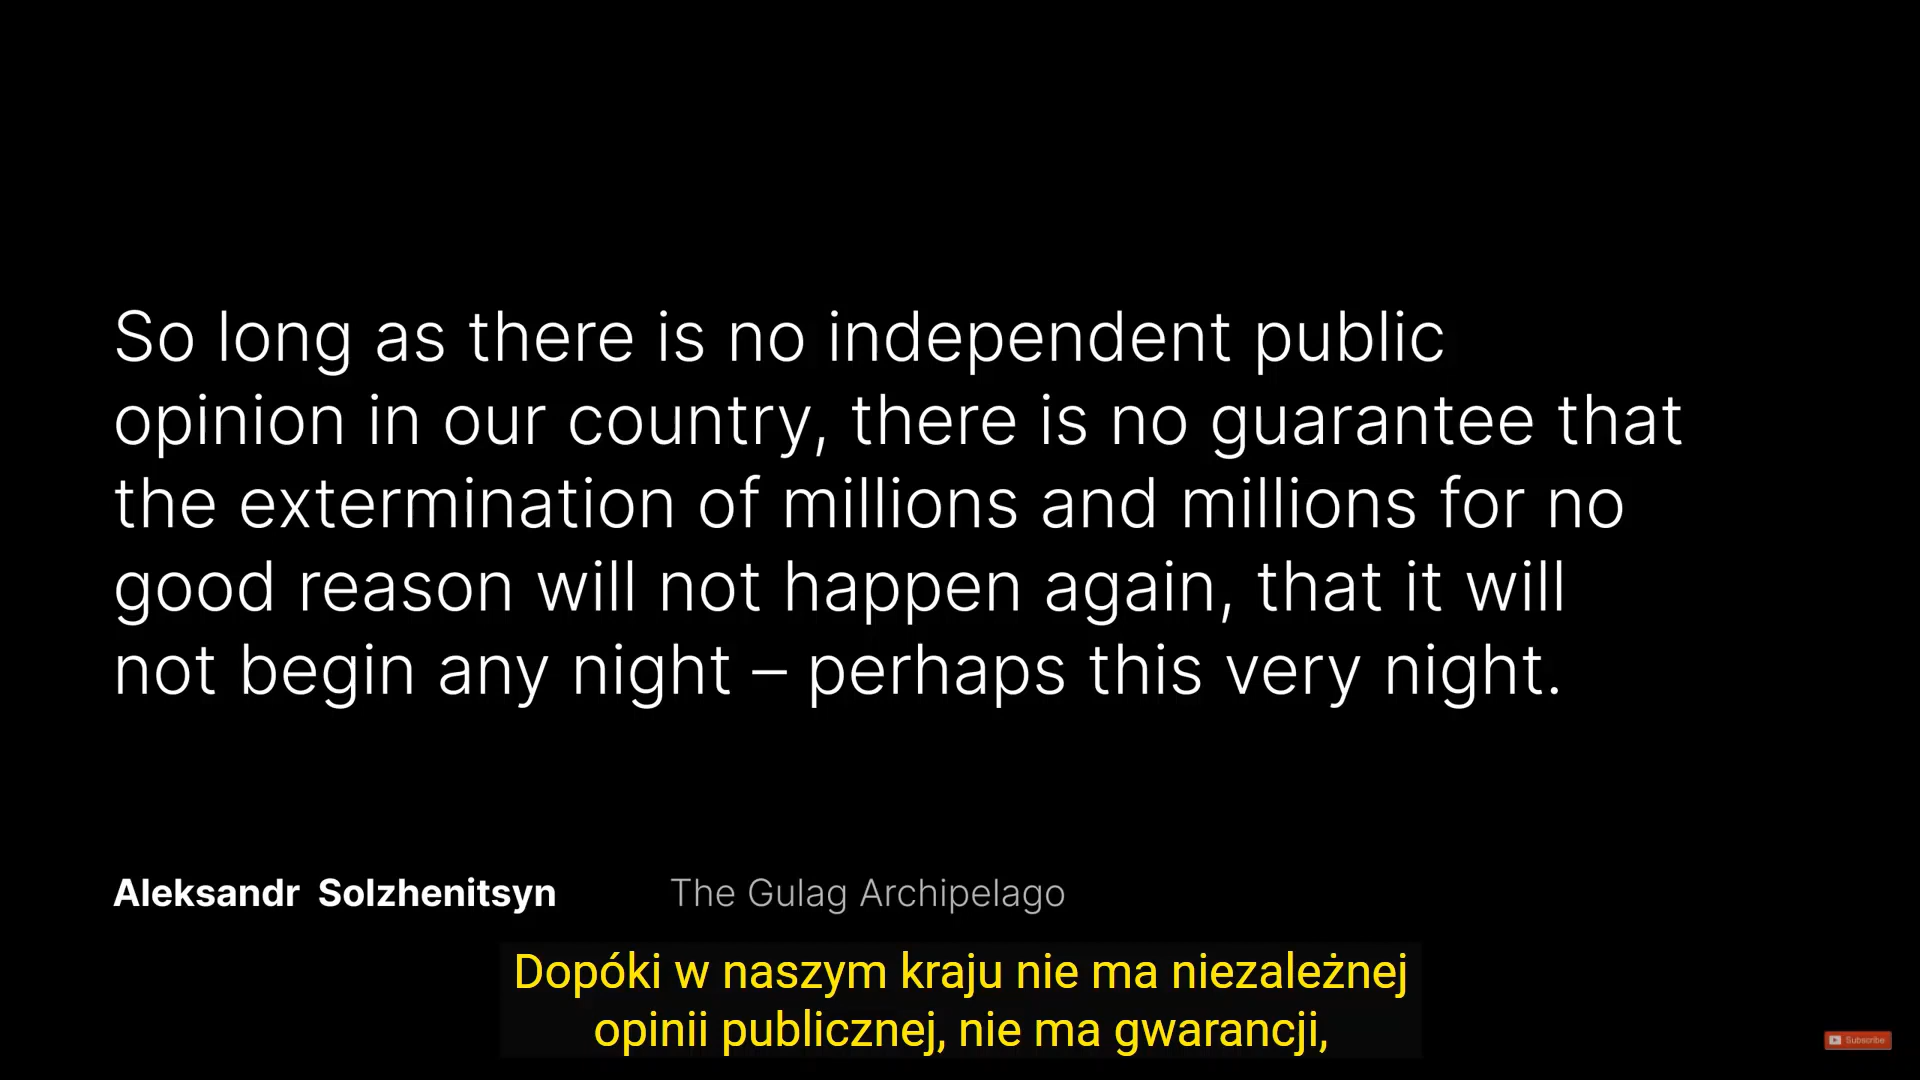 So long as there is no independent public
opinion in our country, there is no guarantee that
the extermination of millions and millions for no
good reason will not happen again, that it will
not begin any night – perhaps this very night.
Aleksandr Solzhenitsyn The Gulag Archipelago
Dopóki w naszym kraju nie ma niezależnej
opinii publicznej, nie ma gwarancji,
Subscribe